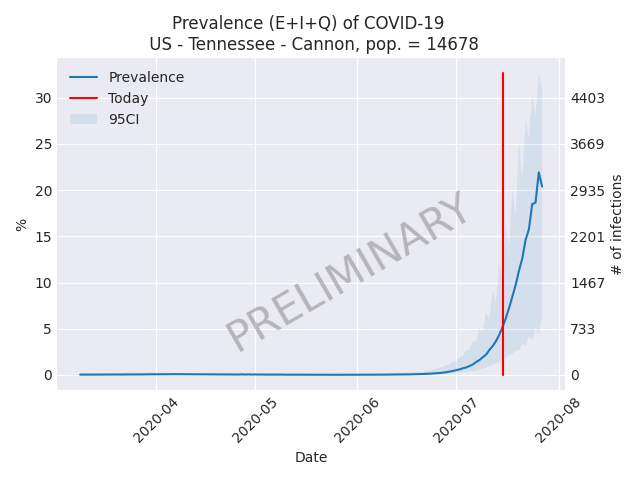 Prevalence (E+I+Q) of COVID-19
US - Tennessee - Cannon, pop. = 14678
Prevalence
Today
95CI
30
25
20
15
10
5
0
%
4403
3669
2935
2201
1467
733
0
# of infections
PRELIMINARY
2020-04
2020-05
2020-06
2020-07
2020-08
Date